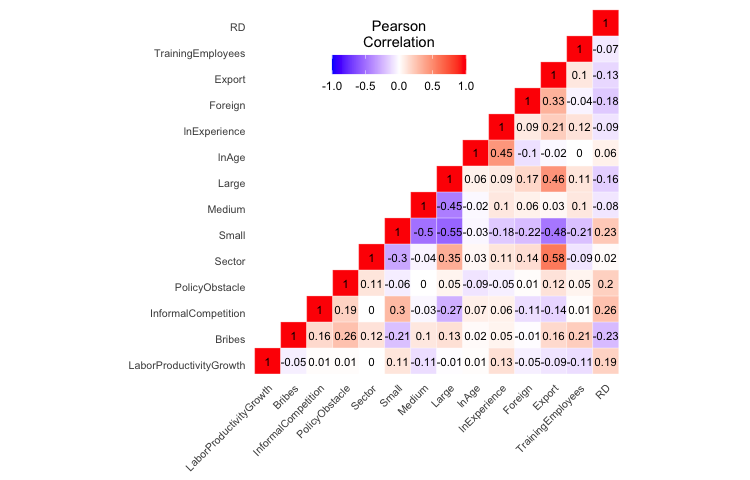 Pearson
Correlation
-1.0 -0.5 0.0 0.5 1.0
RD 1
TrainingEmployees 1 -0.07
Export 1 0.1 -0.13
Foreign 1 0.33 -0.04 -0.18
lnExperience 1 0.09 0.21 0.12 -0.09
lnAge 1 0.45 -0.1 -0.02 0 0.06
Large 1 0.06 0.09 0.17 0.46 0.11 -0.16
Medium 1 -0.45 -0.02 0.1 0.06 0.03 0.1 -0.08
Small 1 -0.5 -0.55 -0.03 -0.18 -0.22 -0.48 -0.21 0.23
Sector 1 -0.3 -0.04 0.35 0.03 0.11 0.14 0.58 -0.09 0.02
PolicyObstacle 1 0.11 -0.06 0 0.05 -0.09 -0.05 0.01 0.12 0.05 0.2
InformalCompetition 1 0.19 0 0.3 -0.03 -0.27 0.07 0.06 -0.11 -0.14 0.01 0.26
Bribes 1 0.16 0.26 0.12 -0.21 0.1 0.13 0.02 0.05 -0.01 0.16 0.21 -0.23
LaborProductivityGrowth 1 -0.05 0.01 0.01 0 0.11 -0.11 -0.01 0.01 0.13 -0.05 -0.09 -0.11 0.19
LaborProductivityGrowth
Bribes
InformalCompetition
PolicyObstacle
Sector
Small
Medium
Large
lnAge
lnExperience
Foreign
Export
TrainingEmployees
RD